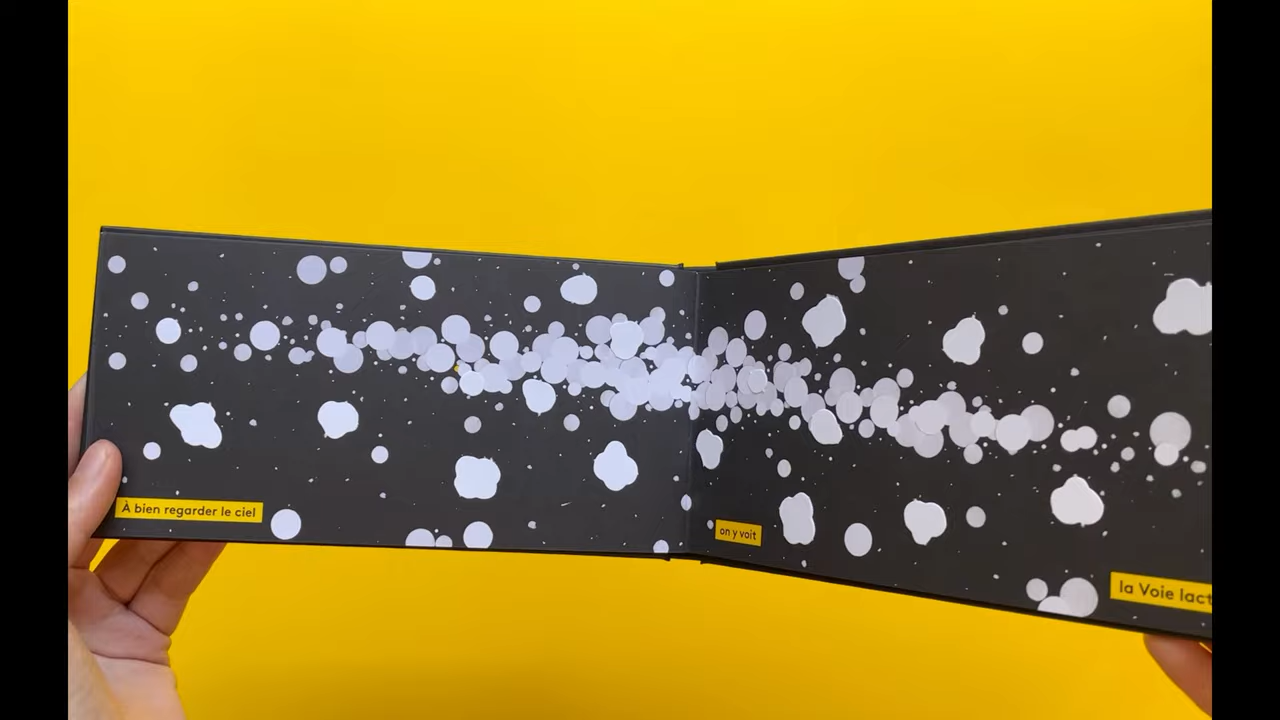 À bien regarder le ciel
on y voit
la Voie lact